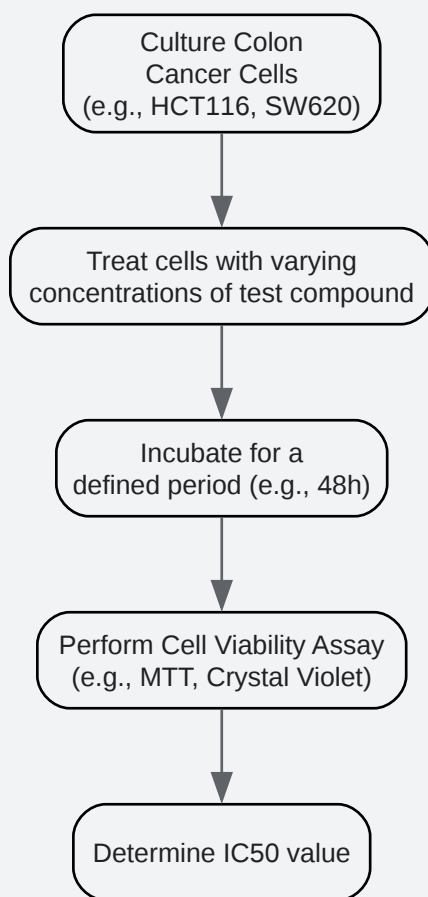 Culture Colon
Cancer Cells
(e.g., HCT116, SW620)
Treat cells with varying
concentrations of test compound
Incubate for a
defined period (e.g., 48h)
Perform Cell Viability Assay
(e.g., MTT, Crystal Violet)
Determine IC50 value